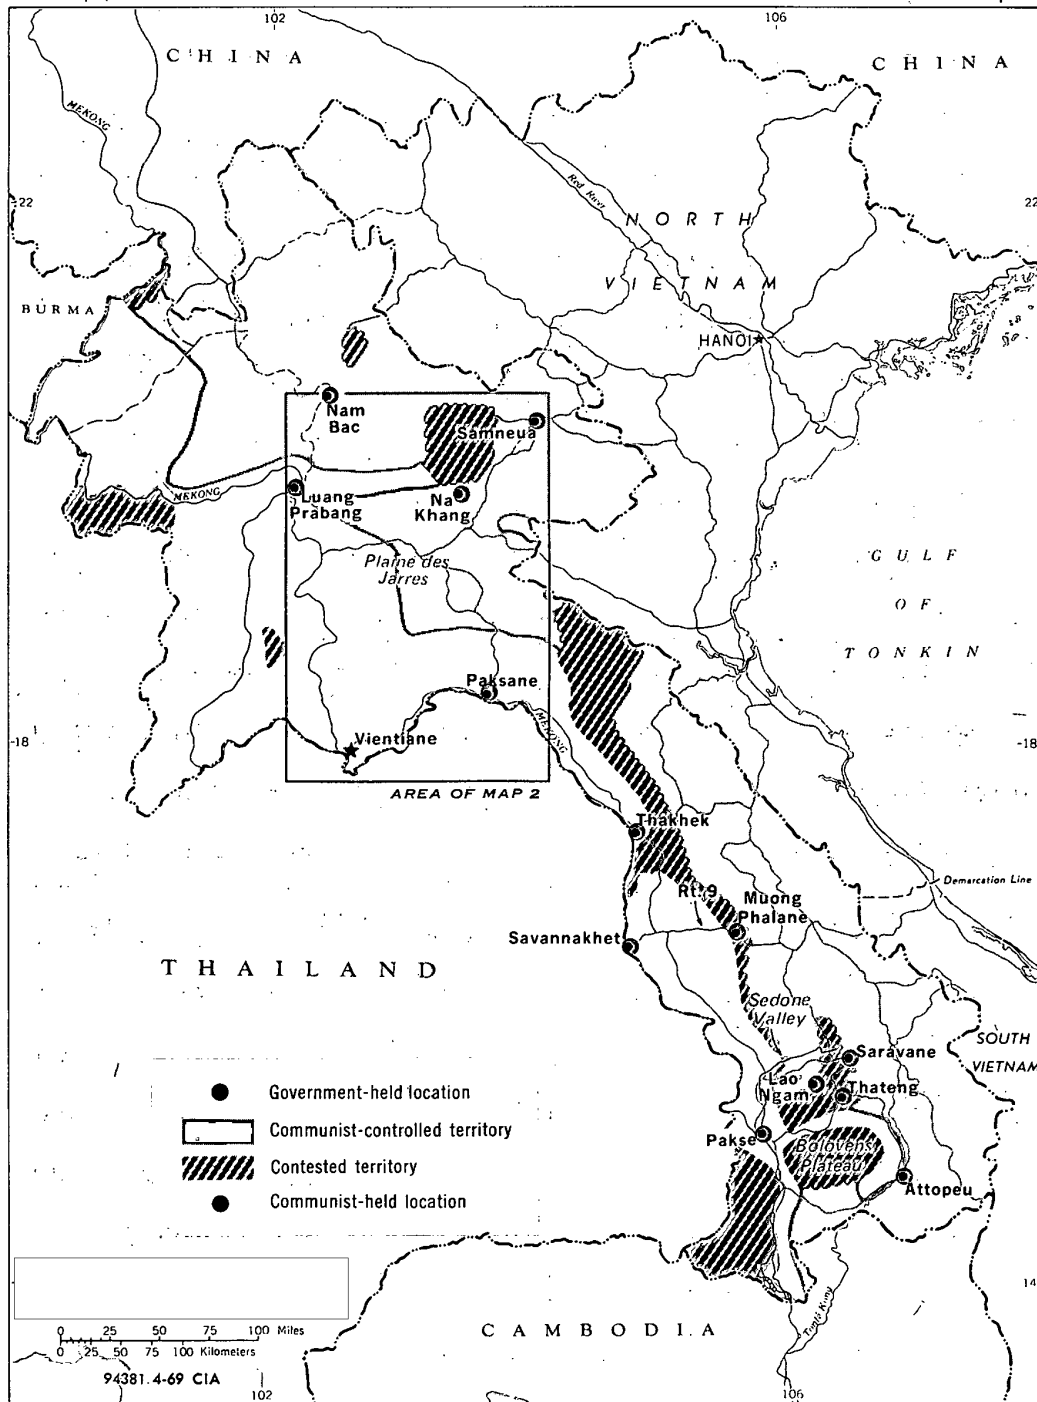 102
106
CHINA
CHINA
MEKONG
22
22
Red River
NORTH
VIETNAM
BURMA
HANOI
Nam
Bac
Samneua
MEKONG
Luang
Prabang
Na
Khang
Plaine des
Jarres
GULF
OF
TONKIN
Paksane
MEKONG
18
Vientiane
18
AREA OF MAP 2
Thakhek
Demarcation Line
Rt. 9
Muong
Phalane
Savannakhet
THAILAND
Sedone
Valley
SOUTH
VIETNAM
Saravane
Lao
Ngam
Thateng
Government-held location
Communist-controlled territory
Pakse
Bolovens
Plateau
Contested territory
Attopeu
Communist-held location
14
0 25 50 75 100 Miles
0 25 50 75 100 Kilometers
CAMBODIA
94381.4-69 CIA
102
106